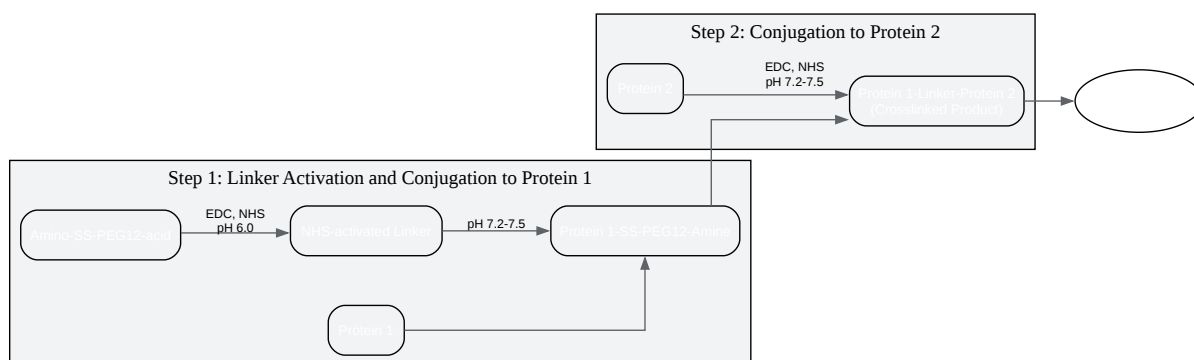 Step 2: Conjugation to Protein 2
Protein 2
EDC, NHS
pH 7.2-7.5
Protein 1-Linker-Protein 2
(Crosslinked Product)
Step 1: Linker Activation and Conjugation to Protein 1
Amino-SS-PEG12-acid
EDC, NHS
pH 6.0
NHS-activated Linker
pH 7.2-7.5
Protein 1-SS-PEG12-Amine
Protein 1